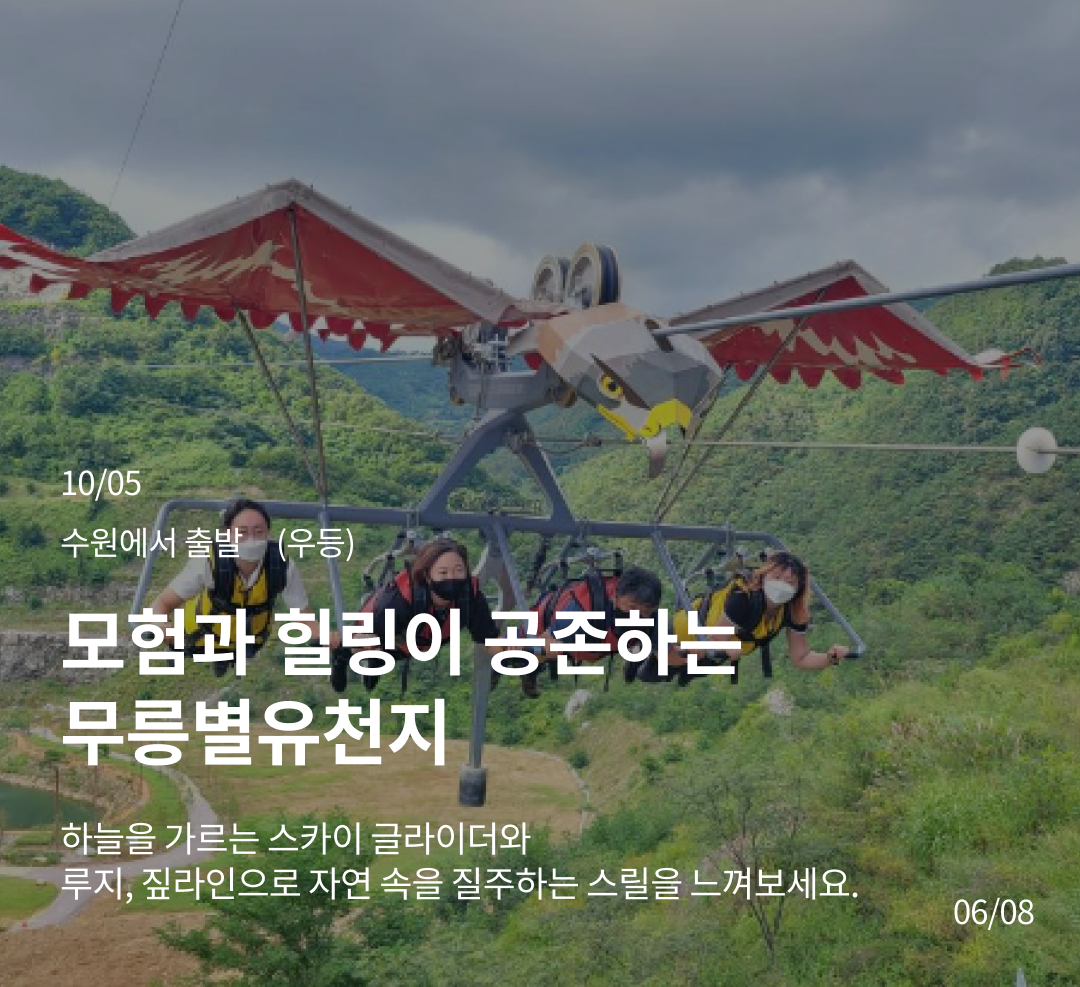 10/05
수원에서 출발 (우등)
모험과 힐링이 공존하는
무릉별유천지
하늘을 가르는 스카이 글라이더와
루지, 짚라인으로 자연 속을 질주하는 스릴을 느껴보세요.
06/08